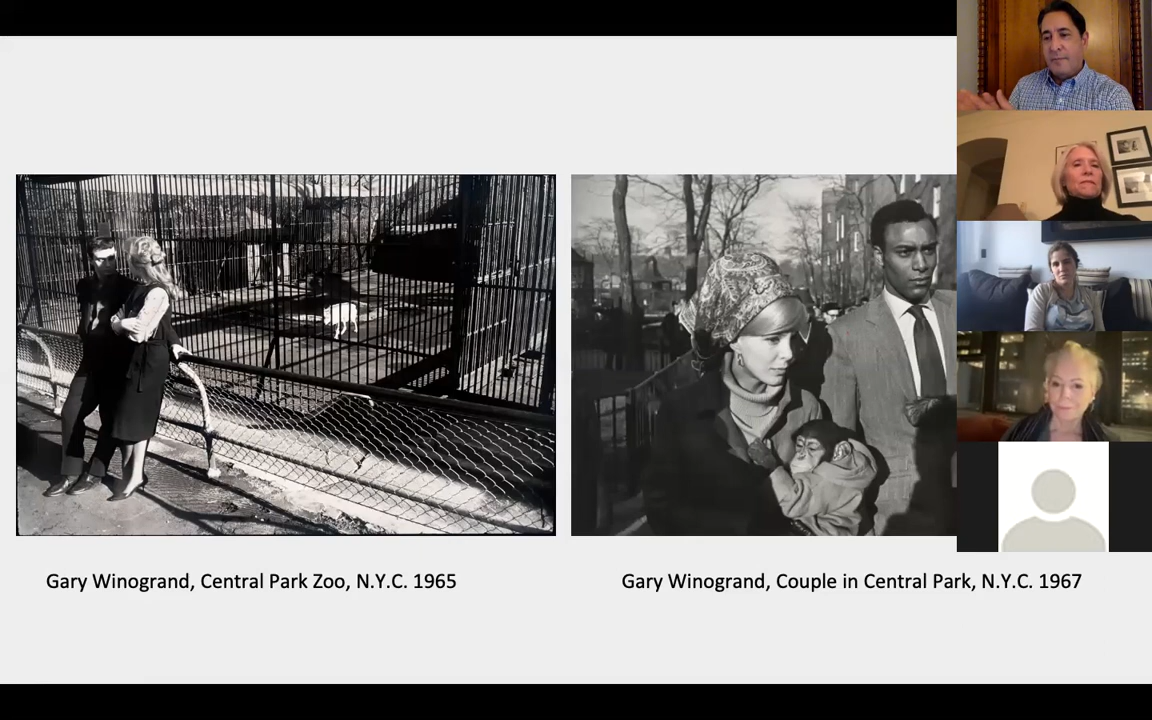 Gary Winogrand, Central Park Zoo, N.Y.C. 1965
Gary Winogrand, Couple in Central Park, N.Y.C. 1967